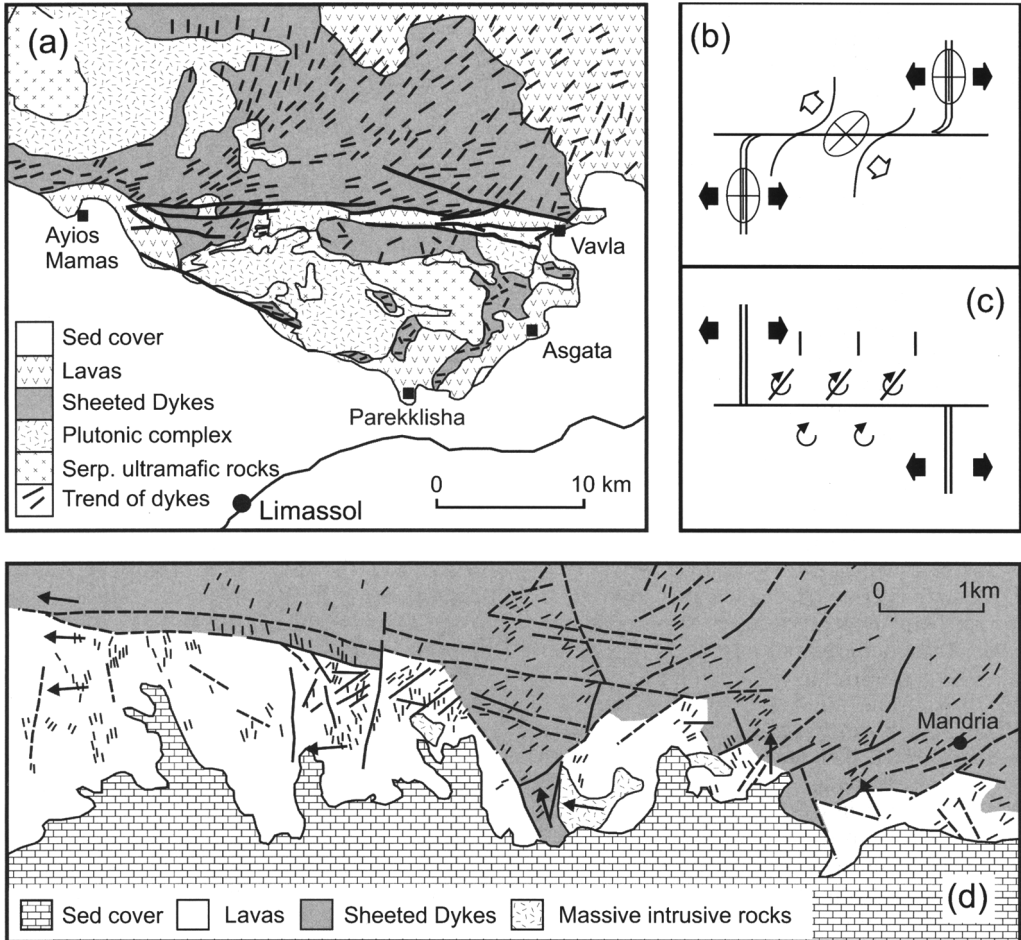 (a)
Ayios
Mamas
Vavla
Asgata
Parekklisha
Limassol
0 10 km
Sed cover
Lavas
Sheeted Dykes
Plutonic complex
Serp. ultramafic rocks
Trend of dykes
(b)
(c)
0 1km
Mandria
(d)
Sed cover Lavas Sheeted Dykes Massive intrusive rocks